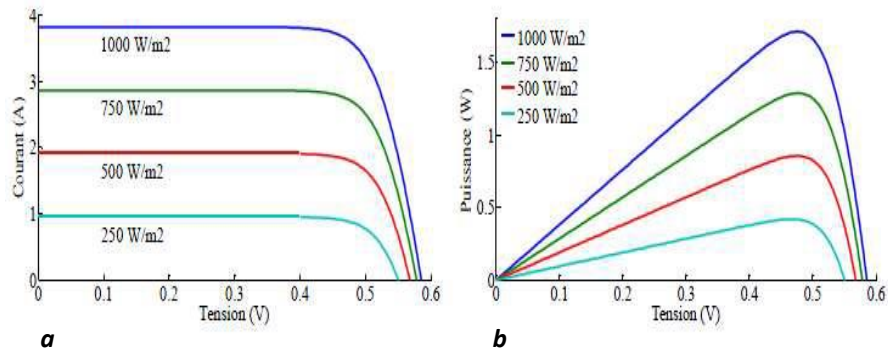 4
3
2
1
0
Courant (A)
1000 W/m2
750 W/m2
500 W/m2
250 W/m2
0 0.1 0.2 0.3 0.4 0.5 0.6
Tension (V)
a
1.5
1
0.5
0
Puissance (W)
1000 W/m2
750 W/m2
500 W/m2
250 W/m2
0 0.1 0.2 0.3 0.4 0.5 0.6
Tension (V)
b